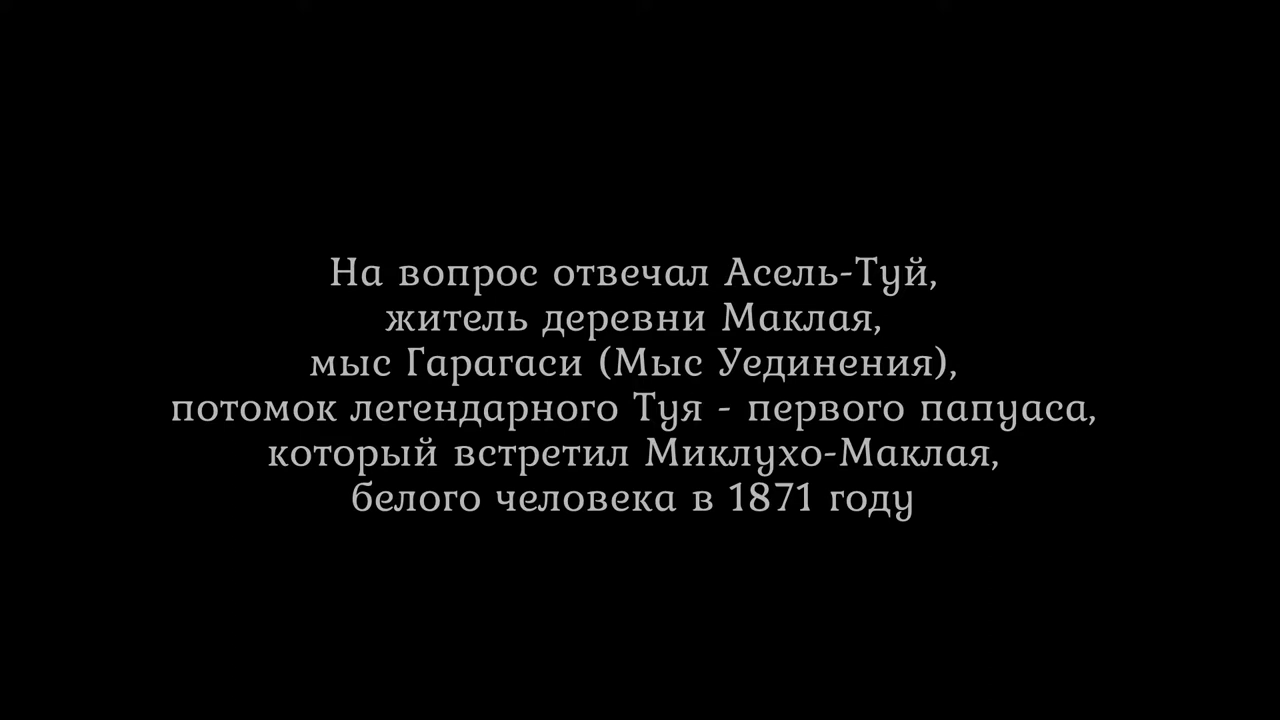 На вопрос отвечал Асель-Туй,
житель деревни Маклая,
мыс Гарагаси (Мыс Уединения),
потомок легендарного Туя - первого папуаса,
который встретил Миклухо-Маклая,
белого человека в 1871 году